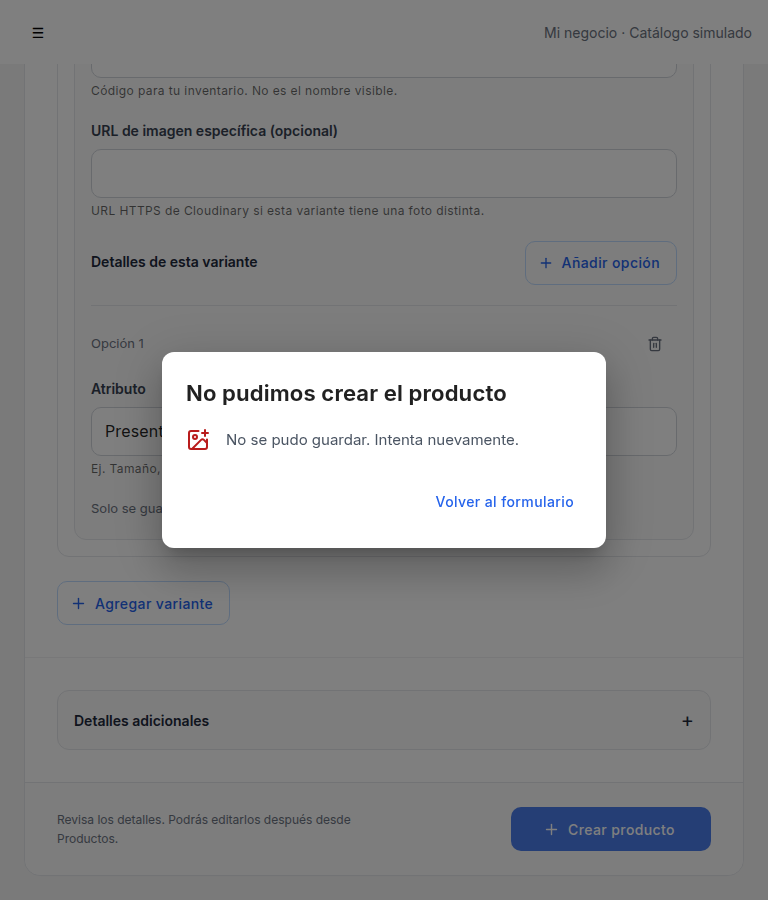 ☰
Mi negocio · Catálogo simulado
Código para tu inventario. No es el nombre visible.
URL de imagen específica (opcional)
URL HTTPS de Cloudinary si esta variante tiene una foto distinta.
Detalles de esta variante
+ Añadir opción
Opción 1
No pudimos crear el producto
Atributo
Present
No se pudo guardar. Intenta nuevamente.
Ej. Tamaño,
Volver al formulario
Solo se gua
+ Agregar variante
Detalles adicionales
+
Revisa los detalles. Podrás editarlos después desde
Productos.
+ Crear producto